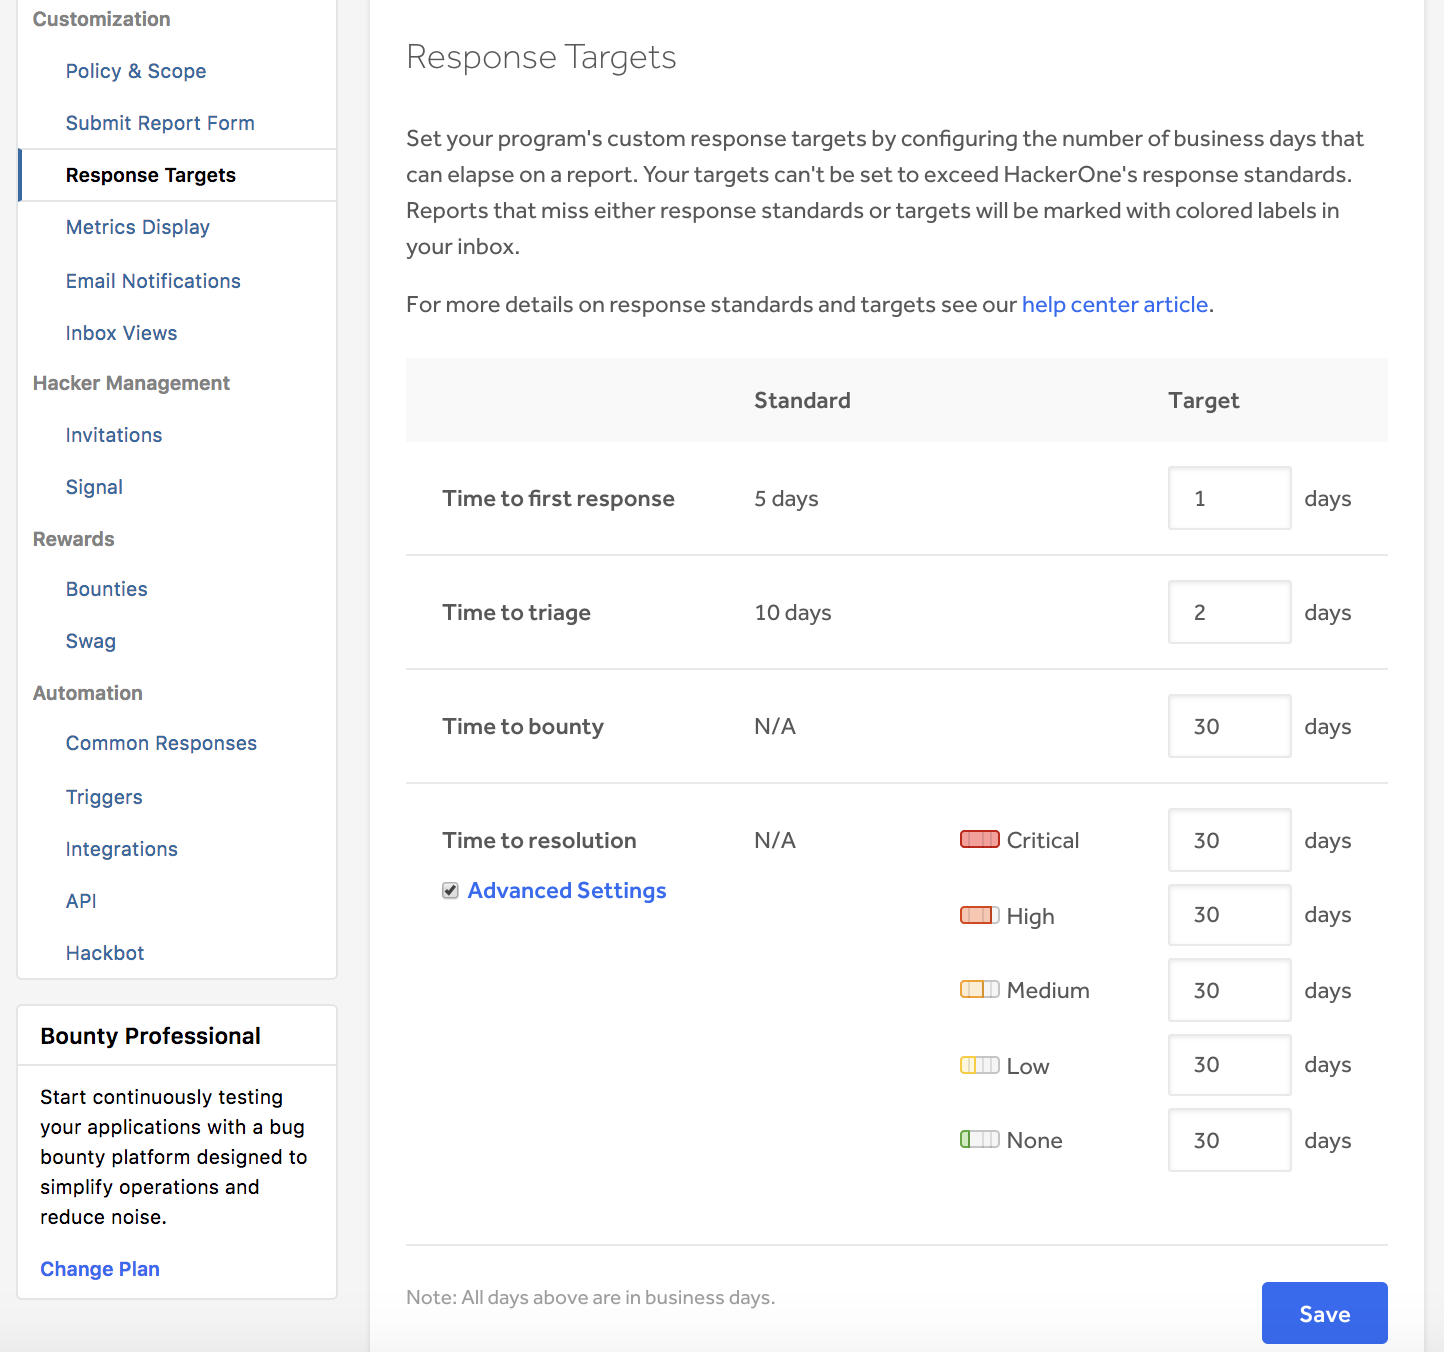 Customization
Policy & Scope
Submit Report Form
Response Targets
Metrics Display
Email Notifications
Inbox Views
Hacker Management
Invitations
Signal
Rewards
Bounties
Swag
Automation
Common Responses
Triggers
Integrations
API
Hackbot
Bounty Professional
Start continuously testing
your applications with a bug
bounty platform designed to
simplify operations and
reduce noise.
Change Plan
Response Targets
Set your program's custom response targets by configuring the number of business days that
can elapse on a report. Your targets can't be set to exceed HackerOne's response standards.
Reports that miss either response standards or targets will be marked with colored labels in
your inbox.
For more details on response standards and targets see our help center article.
Standard Target
Time to first response 5 days 1 days
Time to triage 10 days 2 days
Time to bounty N/A 30 days
Time to resolution N/A Critical 30 days
Advanced Settings
High 30 days
Medium 30 days
Low 30 days
None 30 days
Note: All days above are in business days.
Save